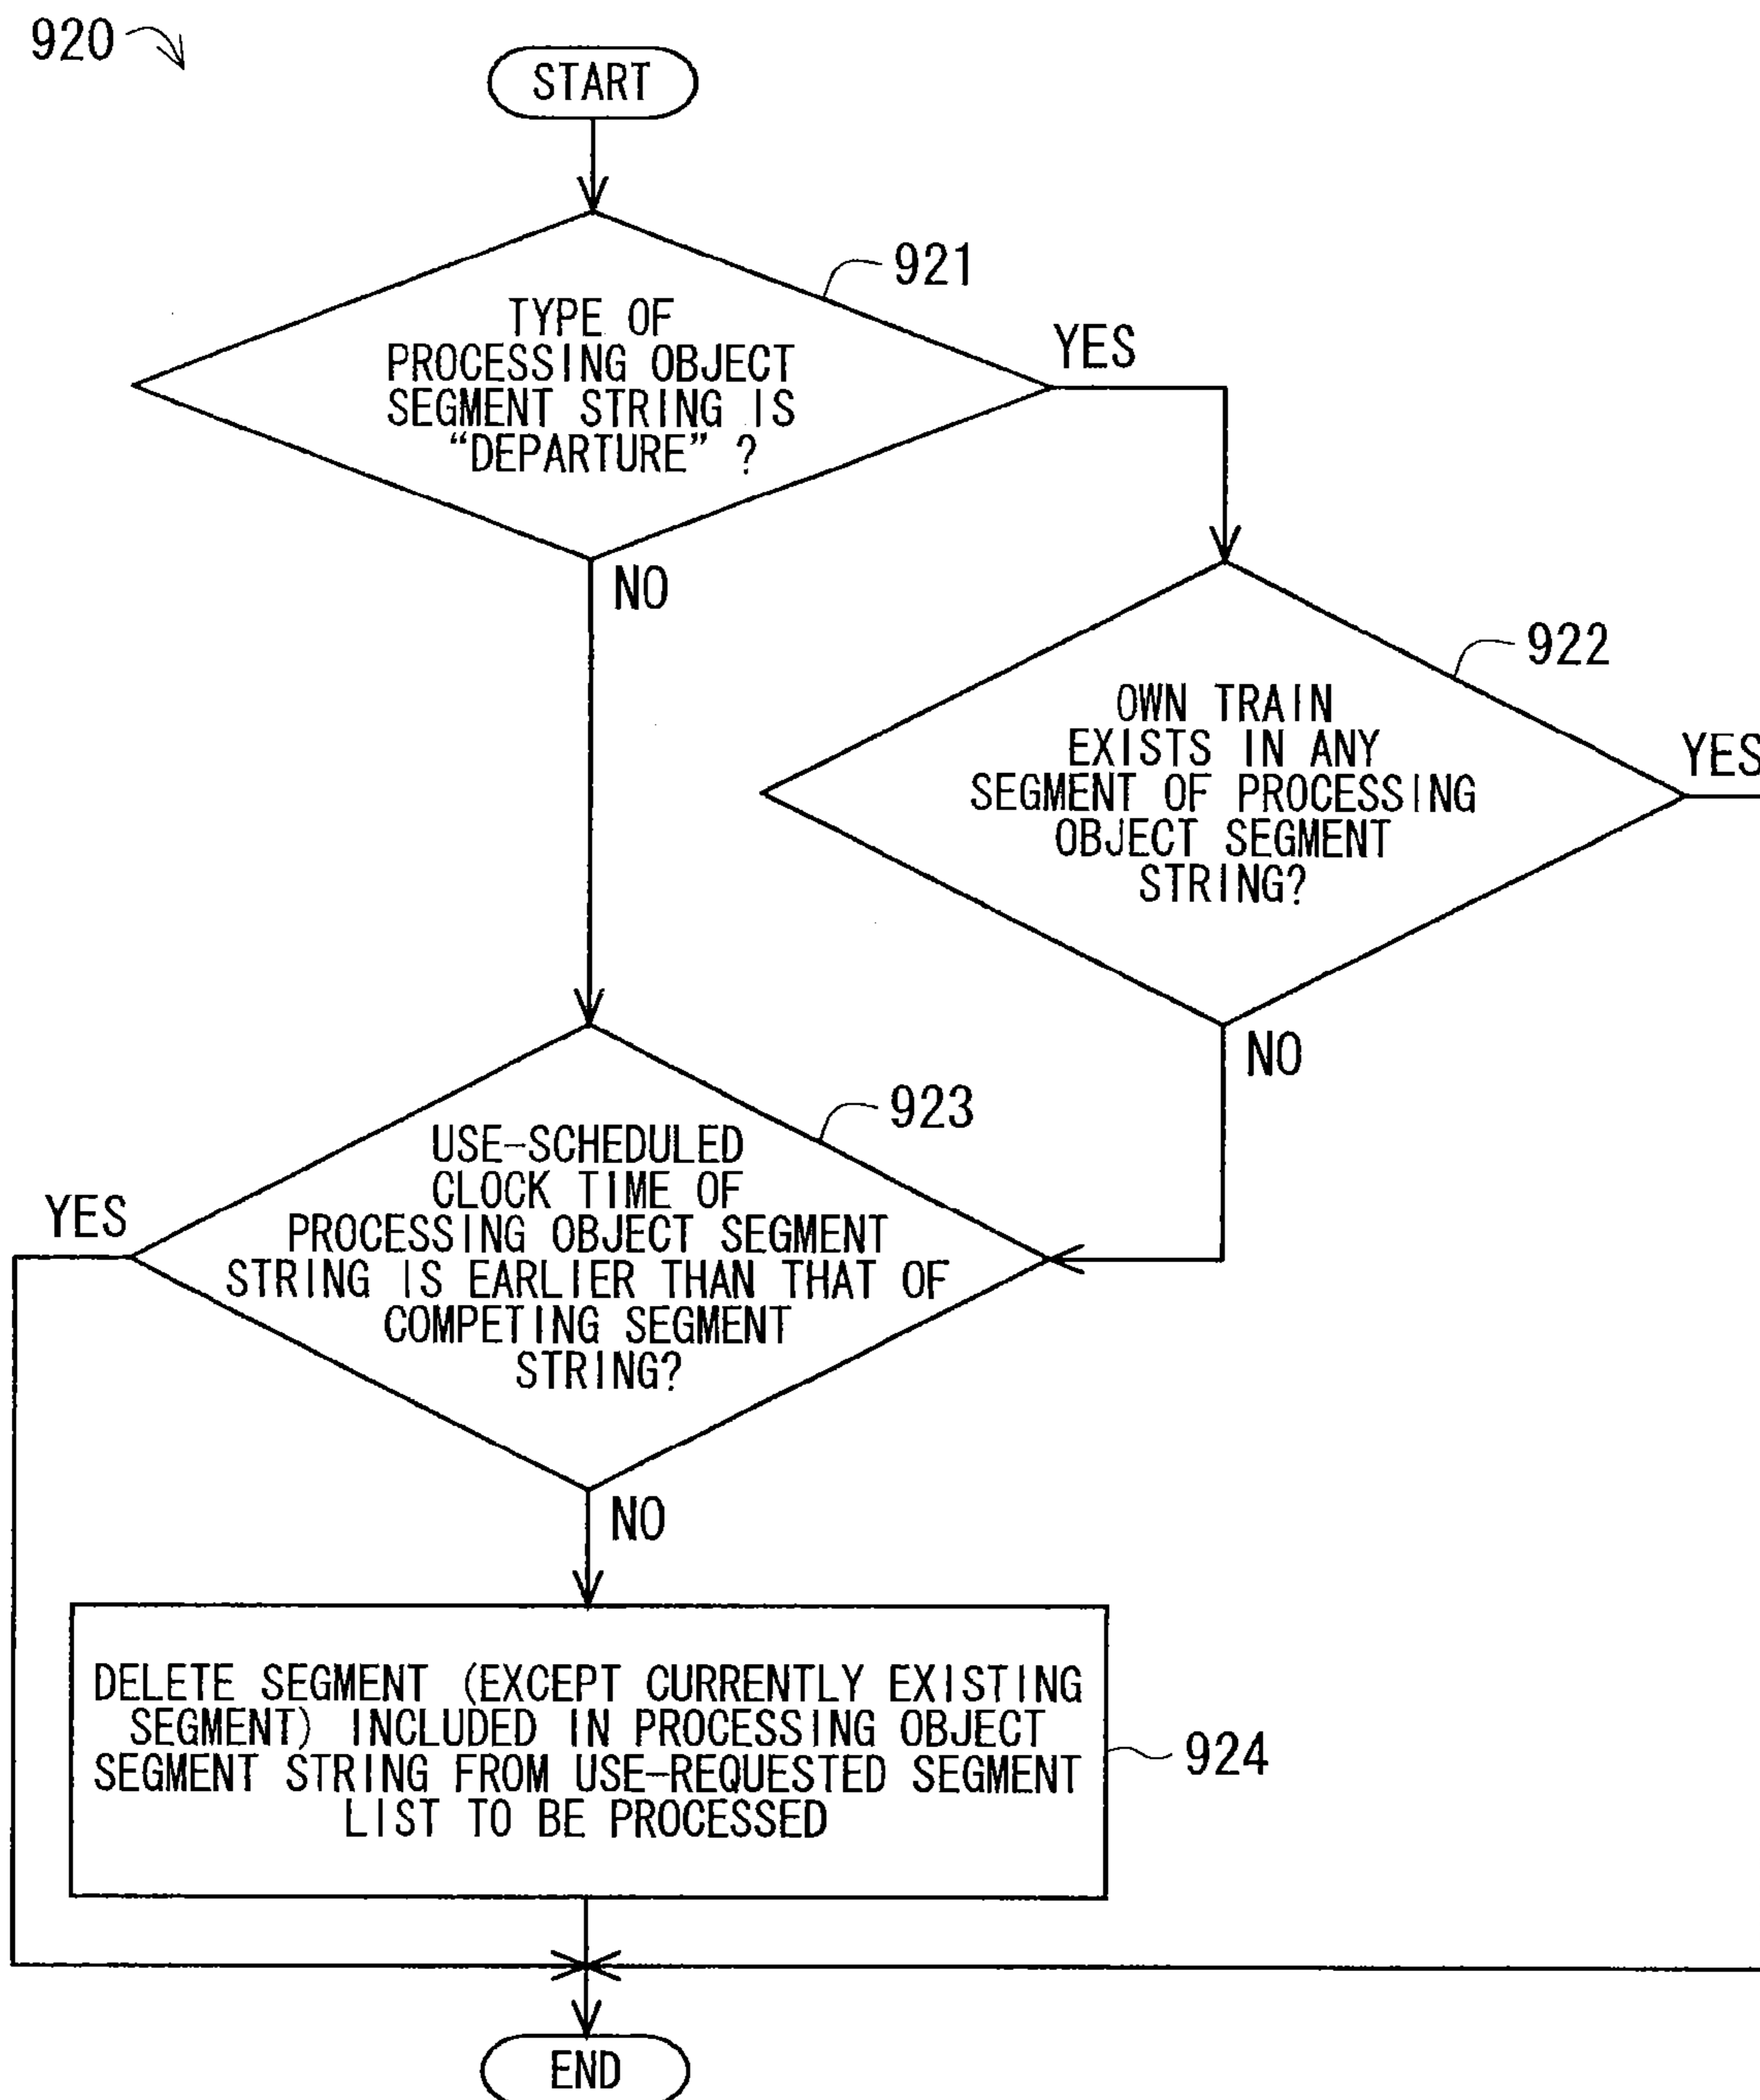 920
START
921
TYPE OF
PROCESSING OBJECT
SEGMENT STRING IS
“DEPARTURE” ?
YES
NO
922
OWN TRAIN
EXISTS IN ANY
SEGMENT OF PROCESSING
OBJECT SEGMENT
STRING?
YES
NO
923
USE-SCHEDULED
CLOCK TIME OF
PROCESSING OBJECT SEGMENT
STRING IS EARLIER THAN THAT OF
COMPETING SEGMENT
STRING?
YES
NO
DELETE SEGMENT (EXCEPT CURRENTLY EXISTING
SEGMENT) INCLUDED IN PROCESSING OBJECT
SEGMENT STRING FROM USE-REQUESTED SEGMENT
LIST TO BE PROCESSED
924
END